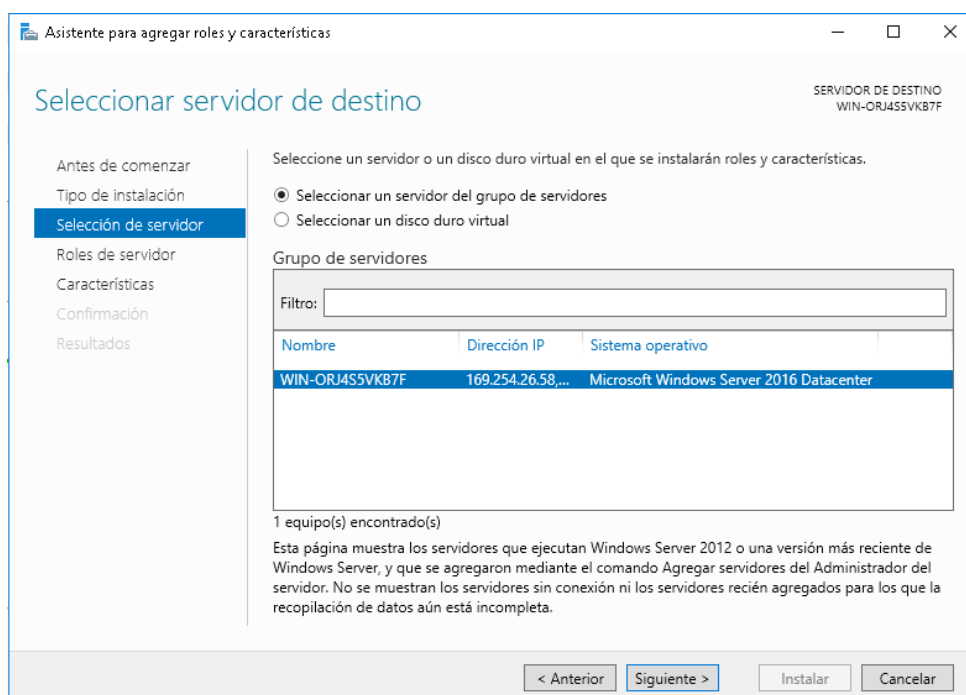 Asistente para agregar roles y características
Seleccionar servidor de destino
SERVIDOR DE DESTINO
WIN-ORJ4S5VKB7F
Antes de comenzar
Tipo de instalación
Selección de servidor
Roles de servidor
Características
Confirmación
Resultados
Seleccione un servidor o un disco duro virtual en el que se instalarán roles y características.
Seleccionar un servidor del grupo de servidores
Seleccionar un disco duro virtual
Grupo de servidores
Filtro:
Nombre Dirección IP Sistema operativo
WIN-ORJ4S5VKB7F 169.254.26.58,... Microsoft Windows Server 2016 Datacenter
1 equipo(s) encontrado(s)
Esta página muestra los servidores que ejecutan Windows Server 2012 o una versión más reciente de
Windows Server, y que se agregaron mediante el comando Agregar servidores del Administrador del
servidor. No se muestran los servidores sin conexión ni los servidores recién agregados para los que la
recopilación de datos aún está incompleta.
< Anterior Siguiente > Instalar Cancelar